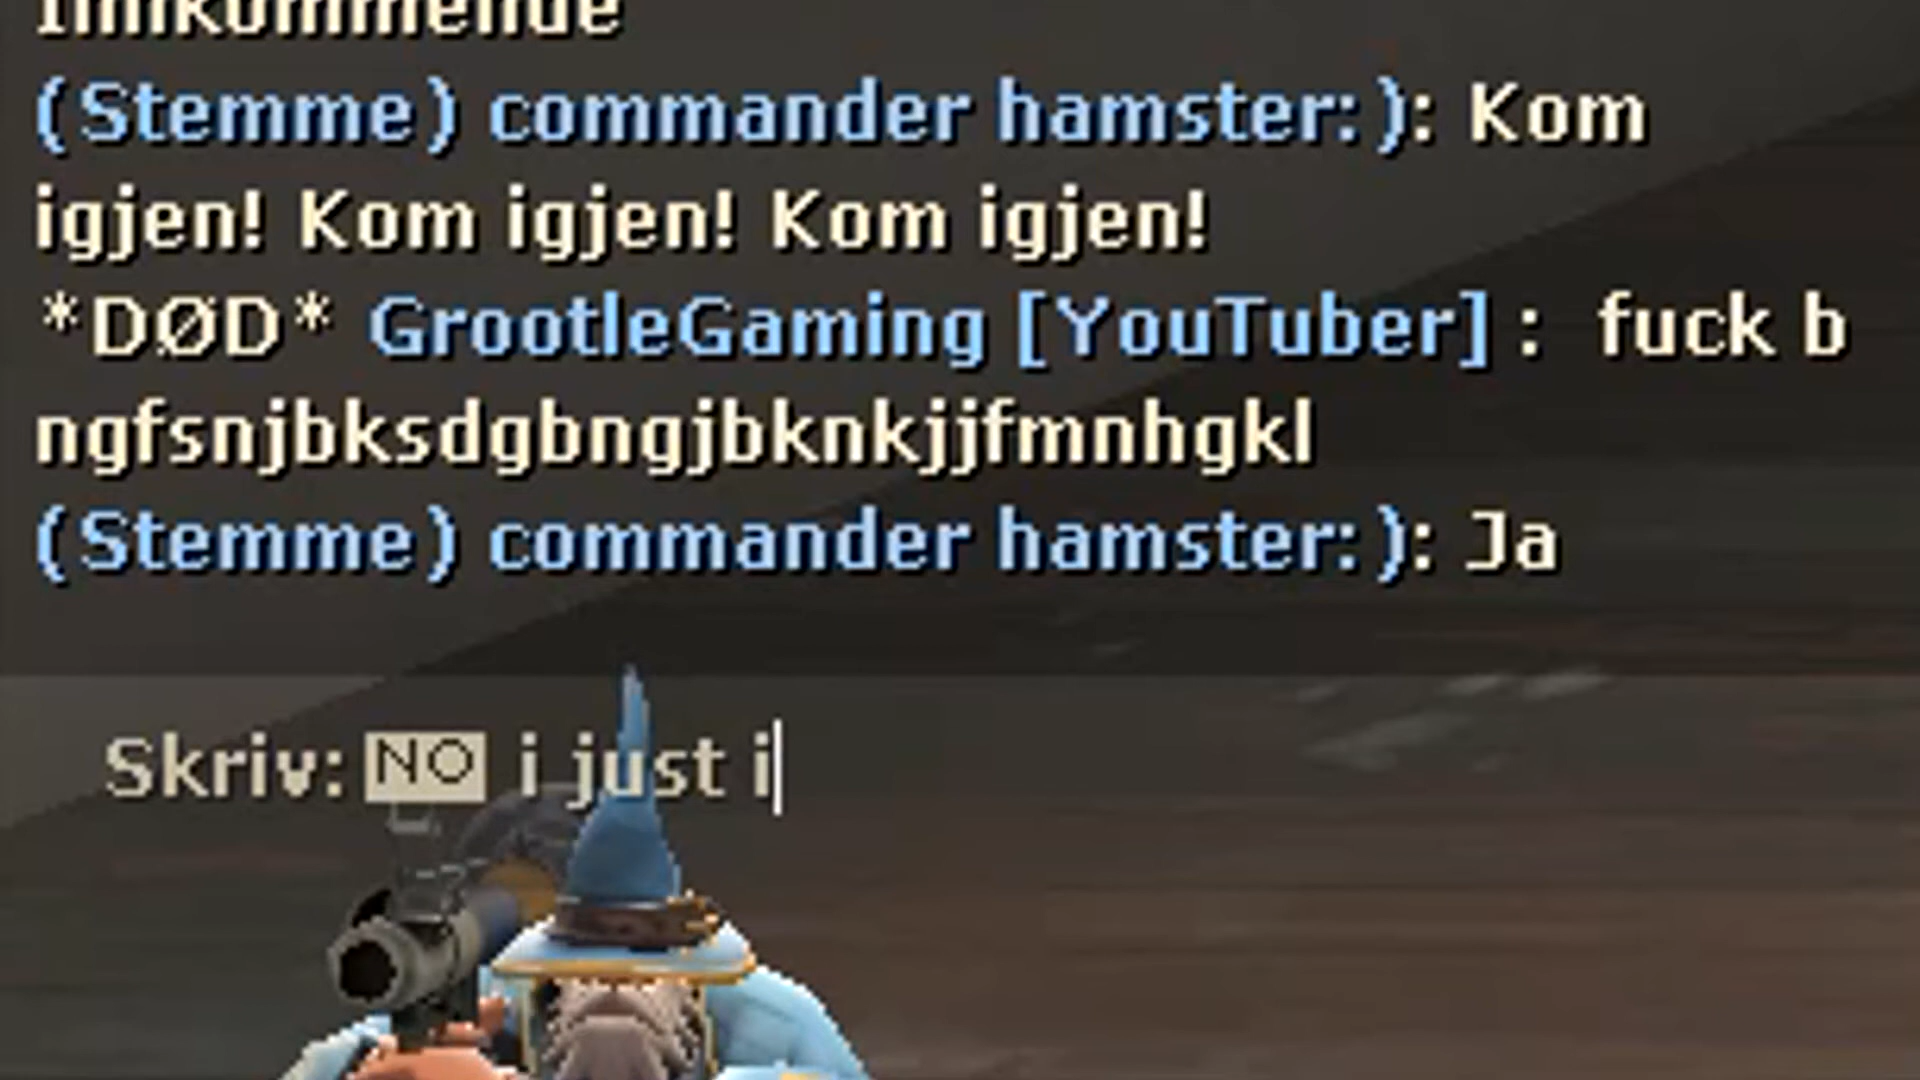 Innkommende
(Stemme) commander hamster:): Kom
igjen! Kom igjen! Kom igjen!
*DØD* GrootleGaming [YouTuber] :  fuck b
ngfsnjbksdgbngjbknkjjfmnhgkl
(Stemme) commander hamster:): Ja
Skriv: NO i just i